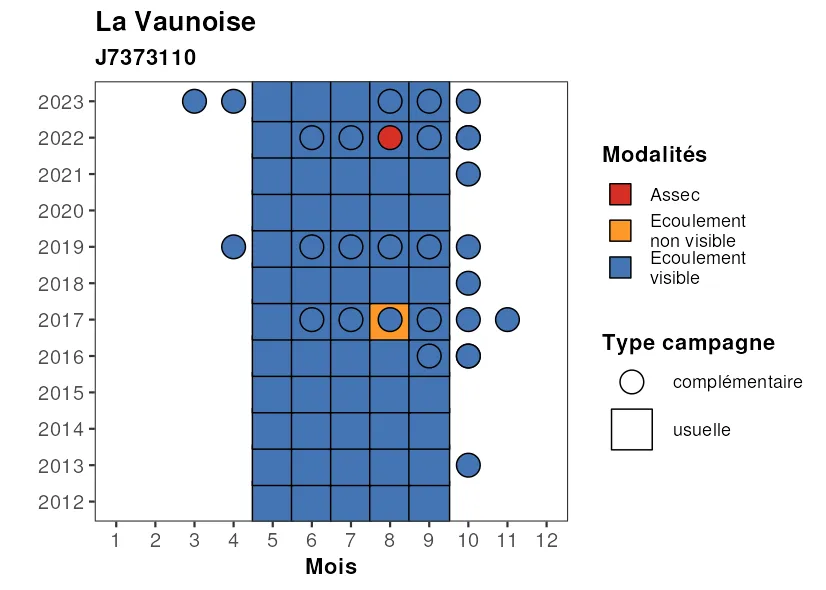 La Vaunoise
J7373110
2023
2022
2021
2020
2019
2018
2017
2016
2015
2014
2013
2012
1 2 3 4 5 6 7 8 9 10 11 12
Mois
Modalités
Assec
Ecoulement
non visible
Ecoulement
visible
Type campagne
complémentaire
usuelle